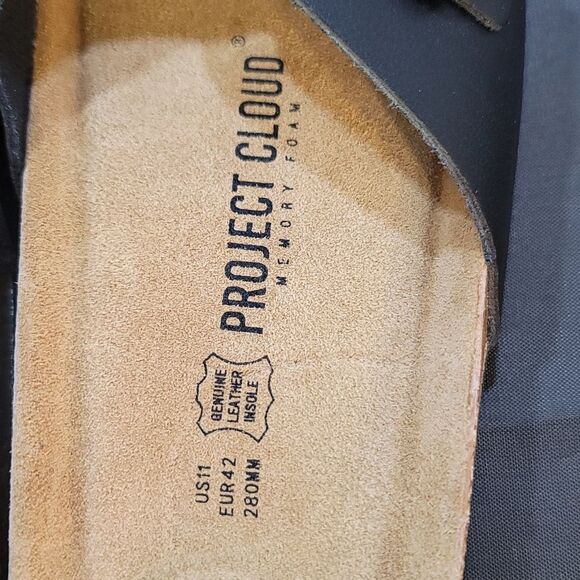 PROJECT CLOUD®
MEMORY FOAM
GENUINE
LEATHER
INSOLE
US11
EUR42
280MM